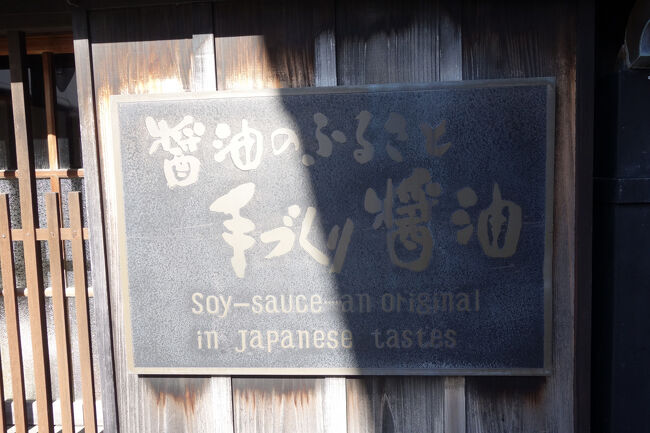 醤油のふるさと
手づくり醤油
Soy-sauce…an original
in Japanese tastes